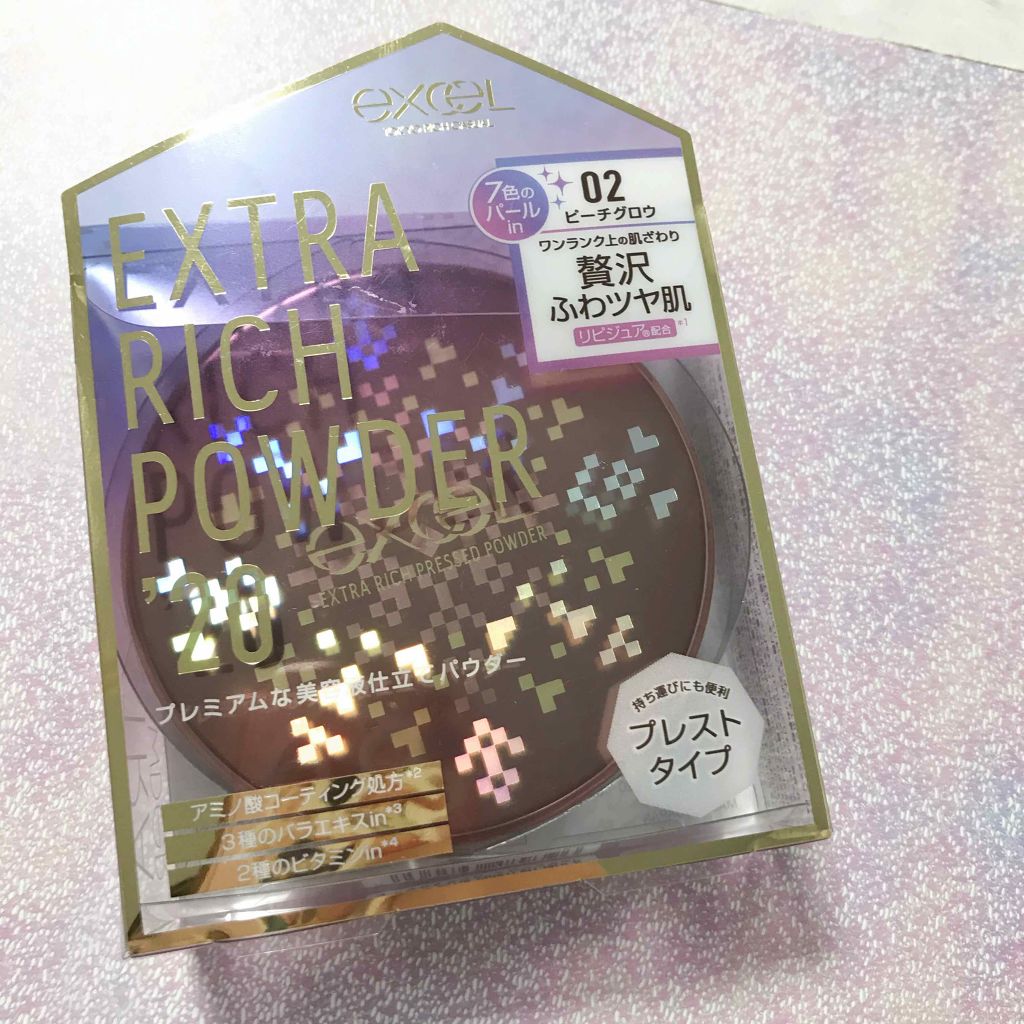 excel
EXTRA
RICH
POWDER
'20
7色の
パール
in
02
ピーチグロウ
ワンランク上の肌ざわり
贅沢
ふわツヤ肌
リピジュア®配合*1
excel
EXTRA RICH PRESSED POWDER
プレミアムな美容液仕立てパウダー
持ち運びにも便利
プレスト
タイプ
アミノ酸コーティング処方*2
3種のバラエキスin*3
2種のビタミンin*4